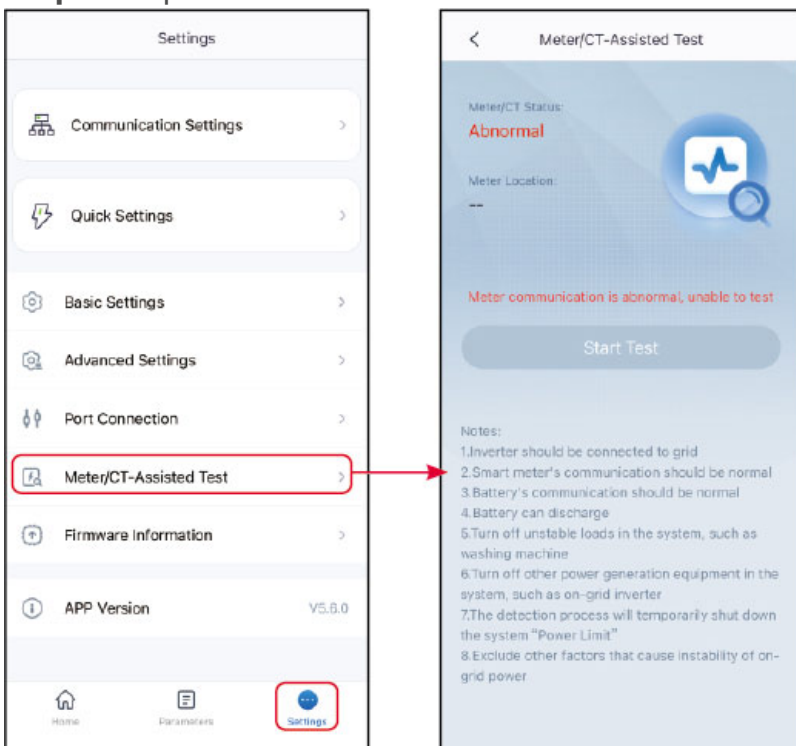 Settings
Communication Settings
Quick Settings
Basic Settings
Advanced Settings
Port Connection
Meter/CT-Assisted Test
Firmware Information
APP Version V5.6.0
Home Parameters Settings
Meter/CT-Assisted Test
Meter/CT Status:
Abnormal
Meter Location:
--
Meter communication is abnormal, unable to test
Start Test
Notes:
1.Inverter should be connected to grid
2.Smart meter's communication should be normal
3.Battery's communication should be normal
4.Battery can discharge
5.Turn off unstable loads in the system, such as
washing machine
6.Turn off other power generation equipment in the
system, such as on-grid inverter
7.The detection process will temporarily shut down
the system "Power Limit"
8.Exclude other factors that cause instability of on-
grid power